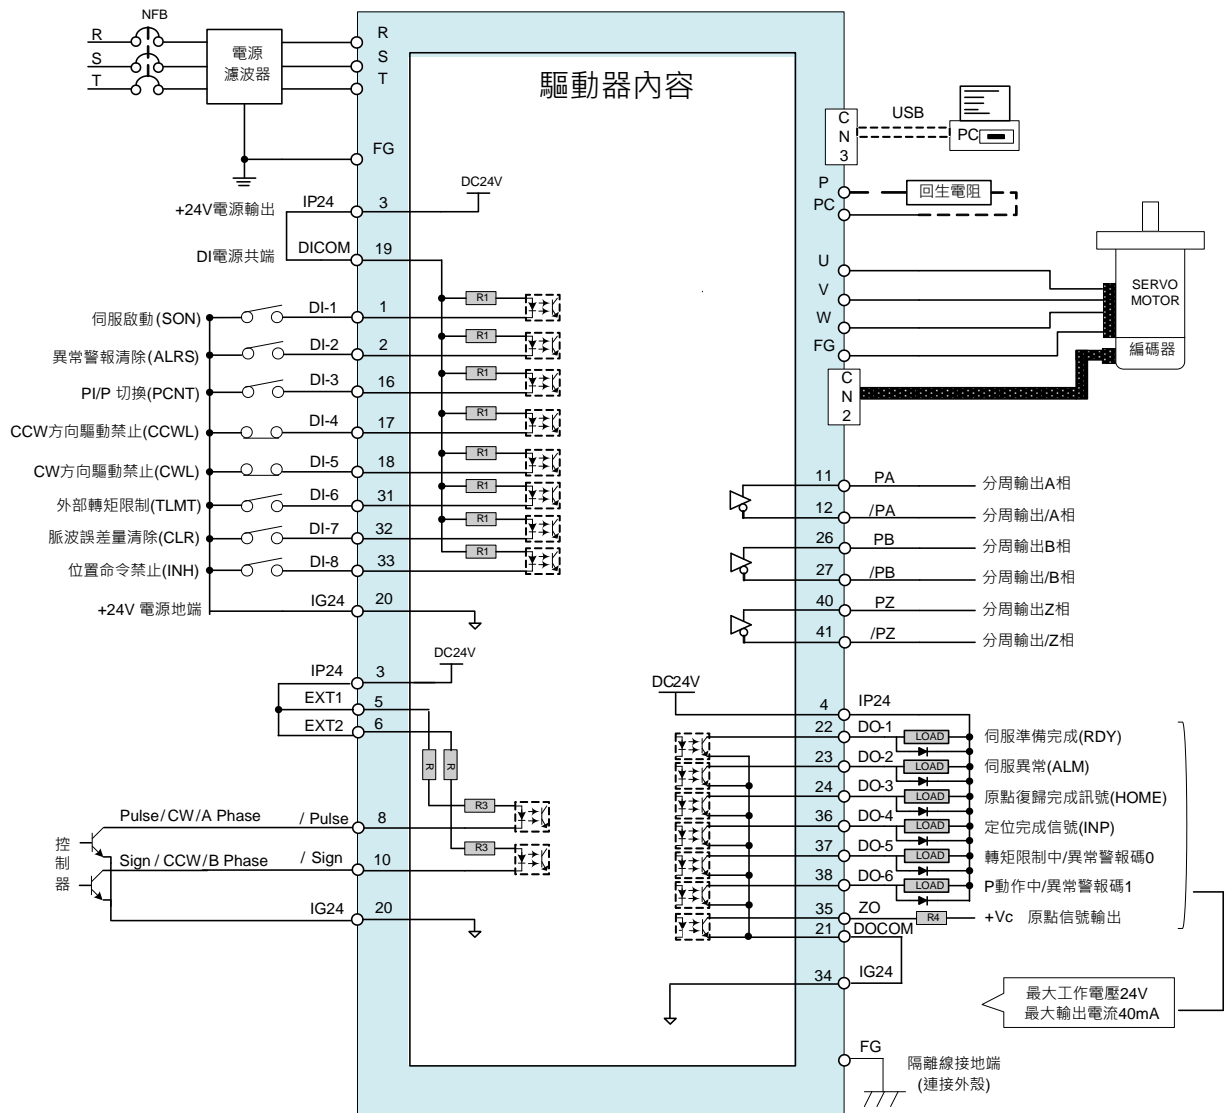 NFB
R
S
T
電源
濾波器
R
S
T
FG
驅動器內容
DC24V
+24V電源輸出 IP24 3
DI電源共端 DICOM 19
伺服啟動(SON) DI-1 1 R1
異常警報清除(ALRS) DI-2 2 R1
PI/P 切換(PCNT) DI-3 16 R1
CCW方向驅動禁止(CCWL) DI-4 17 R1
CW方向驅動禁止(CWL) DI-5 18 R1
外部轉矩限制(TLMT) DI-6 31 R1
脈波誤差量清除(CLR) DI-7 32 R1
位置命令禁止(INH) DI-8 33 R1
+24V 電源地端 IG24 20
DC24V
IP24 3
EXT1 5
EXT2 6
R
R
R3
Pulse/CW/A Phase / Pulse 8
R3
Sign / CCW/B Phase / Sign 10
控
制
器
IG24 20
C
N
3
USB
PC
P
PC
回生電阻
U
V
W
FG
SERVO
MOTOR
編碼器
C
N
2
11 PA 分周輸出A相
12 /PA 分周輸出/A相
26 PB 分周輸出B相
27 /PB 分周輸出/B相
40 PZ 分周輸出Z相
41 /PZ 分周輸出/Z相
DC24V
4 IP24
22 DO-1 LOAD 伺服準備完成(RDY)
23 DO-2 LOAD 伺服異常(ALM)
24 DO-3 LOAD 原點復歸完成訊號(HOME)
36 DO-4 LOAD 定位完成信號(INP)
37 DO-5 LOAD 轉矩限制中/異常警報碼0
38 DO-6 LOAD P動作中/異常警報碼1
35 ZO R4 +Vc 原點信號輸出
21 DOCOM
34 IG24
最大工作電壓24V
最大輸出電流40mA
FG
隔離線接地端
(連接外殼)